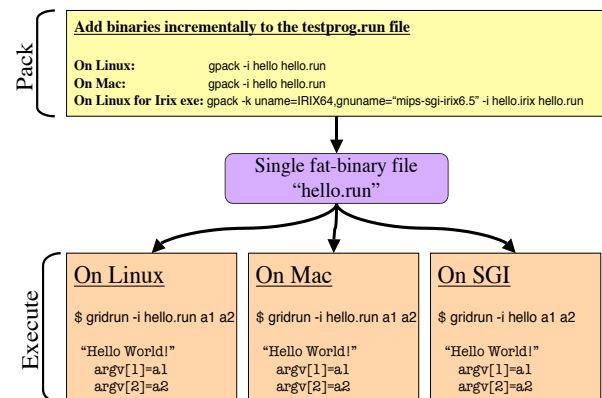 Pack
Add binaries incrementally to the testprog.run file
On Linux: gpack -i hello hello.run
On Mac: gpack -i hello hello.run
On Linux for Irix exe: gpack -k uname=IRIX64,gnuname=“mips-sgi-irix6.5” -i hello.irix hello.run
Single fat-binary file
“hello.run”
Execute
On Linux
$ gridrun -i hello.run a1 a2
“Hello World!”
argv[1]=a1
argv[2]=a2
On Mac
$ gridrun -i hello.run a1 a2
“Hello World!”
argv[1]=a1
argv[2]=a2
On SGI
$ gridrun -i hello a1 a2
“Hello World!”
argv[1]=a1
argv[2]=a2